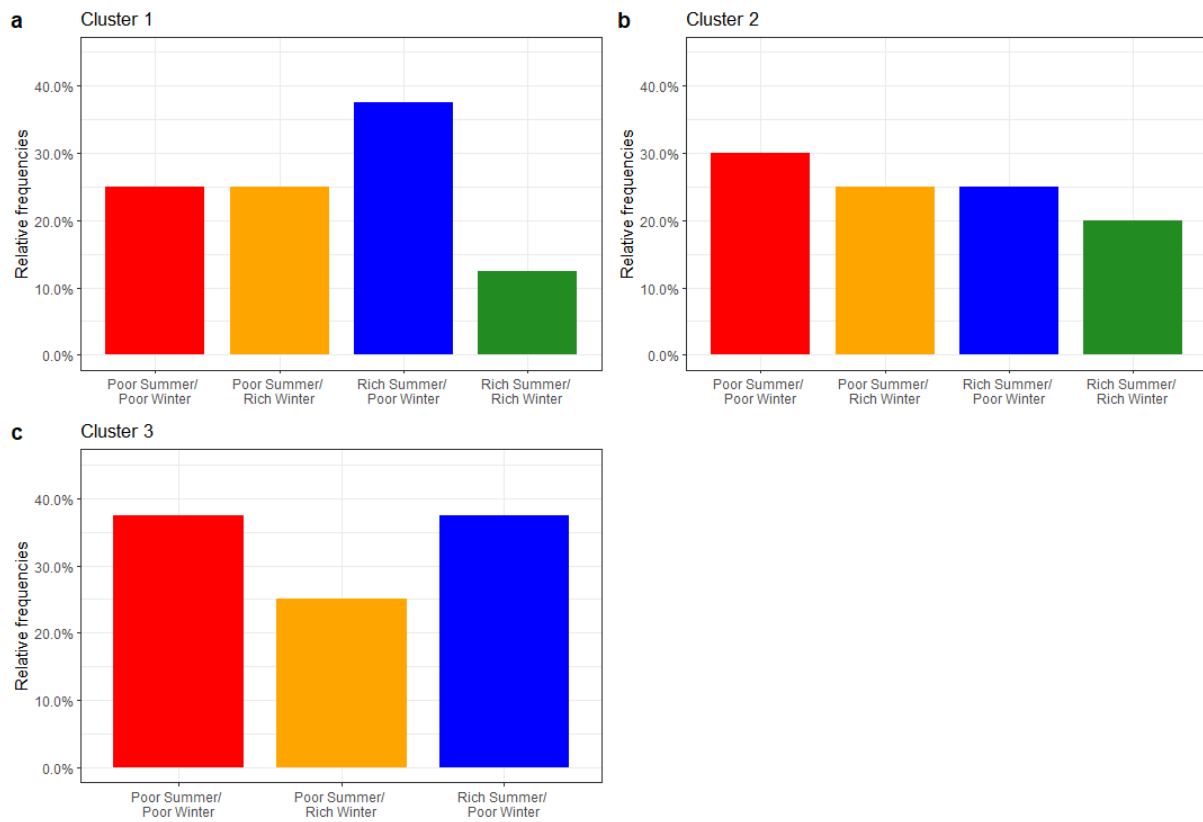 a
Cluster 1
Relative frequencies
40.0%
30.0%
20.0%
10.0%
0.0%
Poor Summer/
Poor Winter
Poor Summer/
Rich Winter
Rich Summer/
Poor Winter
Rich Summer/
Rich Winter
b
Cluster 2
Relative frequencies
40.0%
30.0%
20.0%
10.0%
0.0%
Poor Summer/
Poor Winter
Poor Summer/
Rich Winter
Rich Summer/
Poor Winter
Rich Summer/
Rich Winter
c
Cluster 3
Relative frequencies
40.0%
30.0%
20.0%
10.0%
0.0%
Poor Summer/
Poor Winter
Poor Summer/
Rich Winter
Rich Summer/
Poor Winter